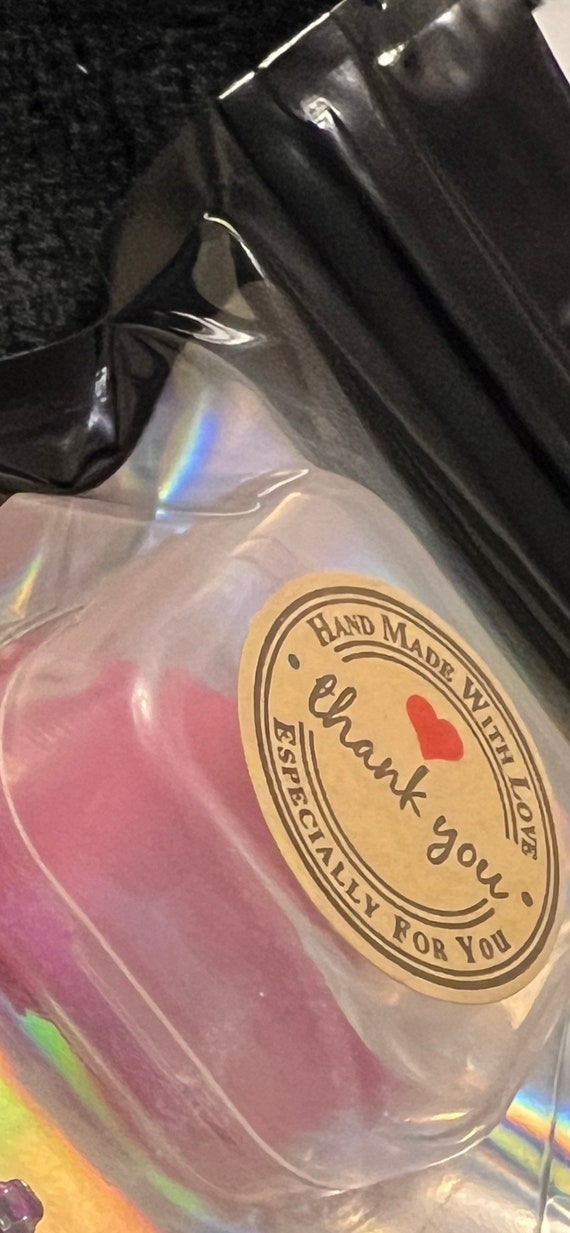 Hand Made With Love
thank you
Especially For You